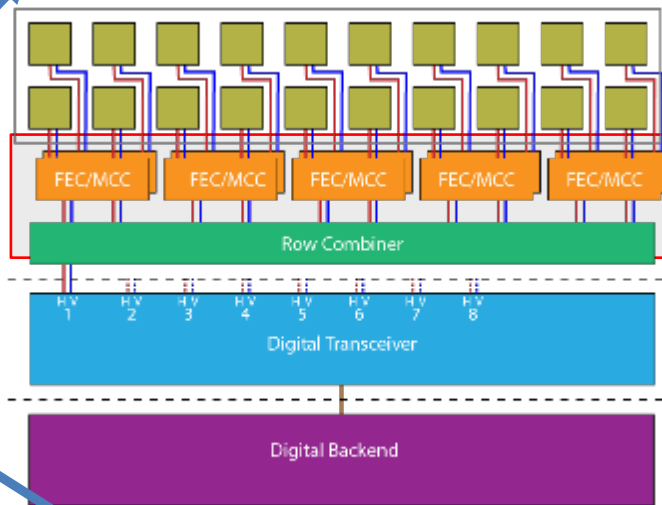 FEC/MCC FEC/MCC FEC/MCC FEC/MCC FEC/MCC
Row Combiner
H V H V H V H V H V H V H V H V
1 2 3 4 5 6 7 8
Digital Transceiver
Digital Backend